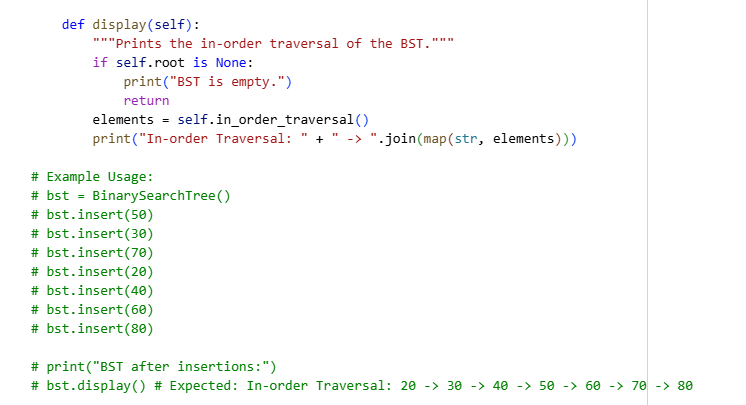 def display(self):
"""Prints the in-order traversal of the BST."""
if self.root is None:
print("BST is empty.")
return
elements = self.in_order_traversal()
print("In-order Traversal: " + " -> ".join(map(str, elements)))
# Example Usage:
# bst = BinarySearchTree()
# bst.insert(50)
# bst.insert(30)
# bst.insert(70)
# bst.insert(20)
# bst.insert(40)
# bst.insert(60)
# bst.insert(80)
# print("BST after insertions:")
# bst.display() # Expected: In-order Traversal: 20 -> 30 -> 40 -> 50 -> 60 -> 70 -> 80